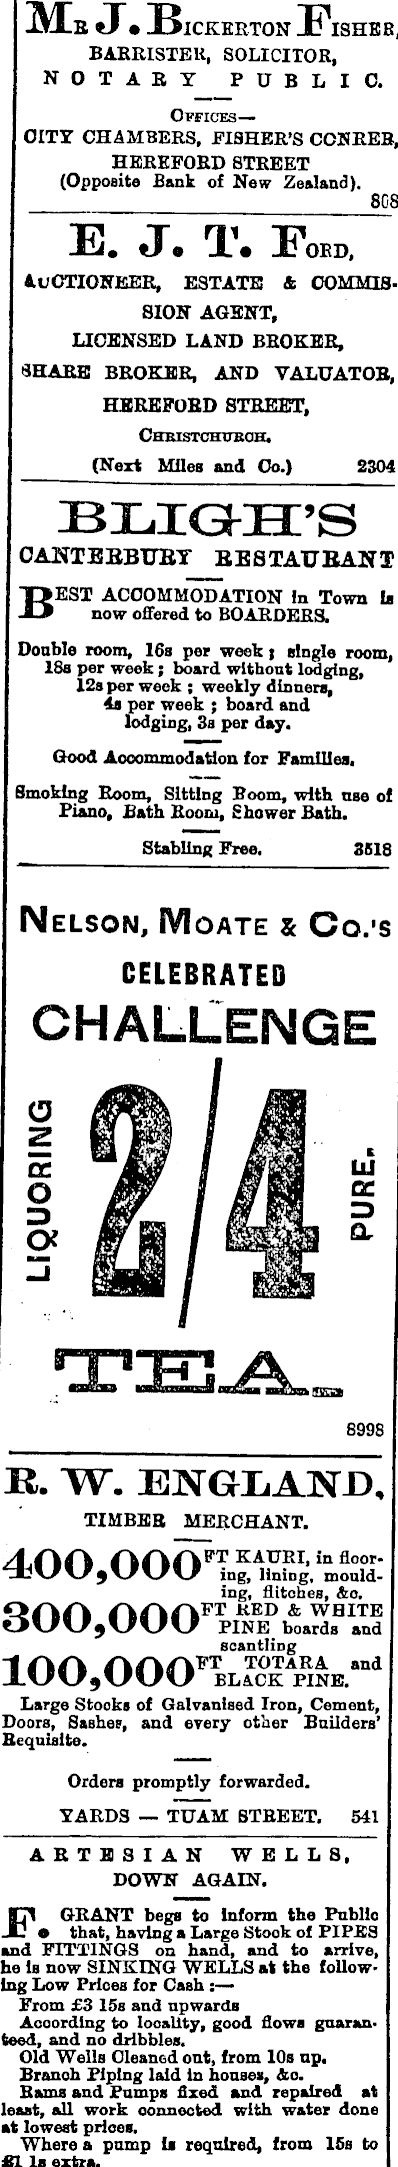 MR J. BICKERTON FISHER,
BARRISTER, SOLICITOR,
NOTARY PUBLIC.
OFFICES—
CITY CHAMBERS, FISHER'S CONREB,
HEREFORD STREET
(Opposite Bank of New Zealand).
808
E. J. T. FORD,
AUCTIONEER, ESTATE & COMMIS-
SION AGENT,
LICENSED LAND BROKER,
SHARE BROKER, AND VALUATOR,
HEREFORD STREET,
CHRISTCHURCH.
(Next Miles and Co.) 2304
BLIGH'S
CANTERBURY RESTAURANT
BEST ACCOMMODATION in Town is
now offered to BOARDERS.
Double room, 16s per week; single room,
18s per week; board without lodging,
12s per week; weekly dinners,
4s per week; board and
lodging, 3s per day.
Good Accommodation for Families.
Smoking Room, Sitting Room, with use of
Piano, Bath Room, Shower Bath.
Stabling Free. 3518
NELSON, MOATE & CO.'S
CELEBRATED
CHALLENGE
LIQUORING
2/4
PURE.
TEA.
8998
R. W. ENGLAND,
TIMBER MERCHANT.
400,000 FT KAURI, in floor-
ing, lining, mould-
ing, flitches, &c.
300,000 FT RED & WHITE
PINE boards and
scantling
100,000 FT TOTARA and
BLACK PINE.
Large Stocks of Galvanised Iron, Cement,
Doors, Sashes, and every other Builders'
Requisite.
Orders promptly forwarded.
YARDS — TUAM STREET. 541
ARTESIAN WELLS,
DOWN AGAIN.
F. GRANT begs to inform the Public
that, having a Large Stock of PIPES
and FITTINGS on hand, and to arrive,
he is now SINKING WELLS at the follow-
ing Low Prices for Cash :—
From £3 15s and upwards
According to locality, good flows guaran-
teed, and no dribbles.
Old Wells Cleaned out, from 10s up.
Branch Piping laid in houses, &c.
Rams and Pumps fixed and repaired at
least, all work connected with water done
at lowest prices.
Where a pump is required, from 15s to
£1 1s extra.